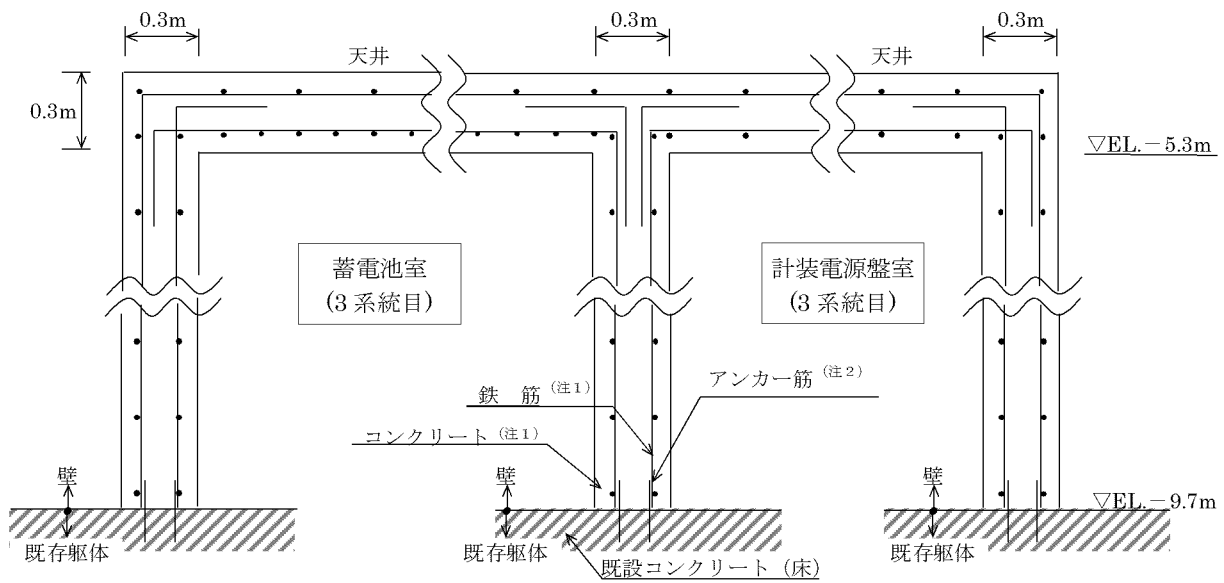 0.3m 0.3m 0.3m
天井 天井
0.3m
▽EL.－5.3m
蓄電池室
(3 系統目)
計装電源盤室
(3 系統目)
鉄 筋 (注1)
アンカー筋 (注2)
コンクリート (注1)
壁 壁 壁
▽EL.－9.7m
既存躯体 既存躯体 既存躯体
既設コンクリート (床)